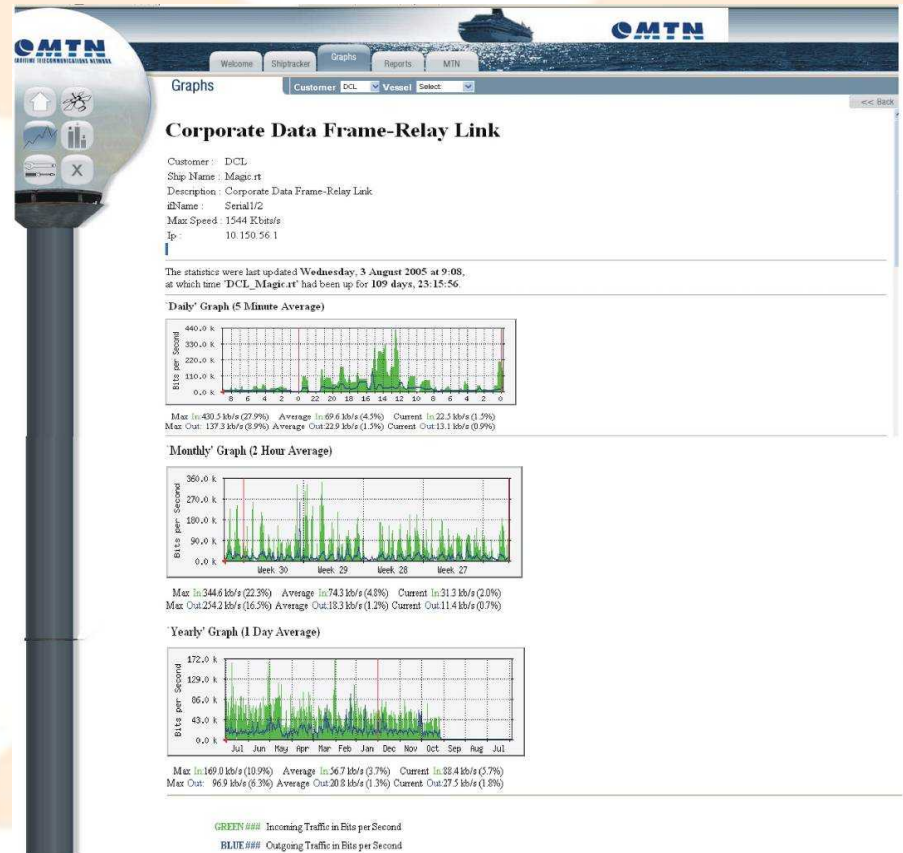 MTN
MARITIME TELECOMMUNICATIONS NETWORK
MTN
Welcome Shiptracker Graphs Reports MTN
Graphs
Customer DCL Vessel Select:
<< Back
Corporate Data Frame-Relay Link
Customer : DCL
Ship Name : Magic.rt
Description : Corporate Data Frame-Relay Link
ifName : Serial1/2
Max Speed : 1544 Kbits/s
Ip : 10.150.56.1
The statistics were last updated Wednesday, 3 August 2005 at 9:08,
at which time 'DCL_Magic.rt' had been up for 109 days, 23:15:56.
`Daily' Graph (5 Minute Average)
Bits per Second
440.0 k
330.0 k
220.0 k
110.0 k
0.0 k
8 6 4 2 0 22 20 18 16 14 12 10 8 6 4 2 0
Max In:430.5 kb/s (27.9%) Average In:69.6 kb/s (4.5%) Current In:22.5 kb/s (1.5%)
Max Out: 137.3 kb/s (8.9%) Average Out:22.9 kb/s (1.5%) Current Out:13.1 kb/s (0.9%)
`Monthly' Graph (2 Hour Average)
Bits per Second
360.0 k
270.0 k
180.0 k
90.0 k
0.0 k
Week 30 Week 29 Week 28 Week 27
Max In:344.6 kb/s (22.3%) Average In:74.3 kb/s (4.8%) Current In:31.3 kb/s (2.0%)
Max Out:254.2 kb/s (16.5%) Average Out:18.3 kb/s (1.2%) Current Out:11.4 kb/s (0.7%)
`Yearly' Graph (1 Day Average)
Bits per Second
172.0 k
129.0 k
86.0 k
43.0 k
0.0 k
Jul Jun May Apr Mar Feb Jan Dec Nov Oct Sep Aug Jul
Max In:169.0 kb/s (10.9%) Average In:56.7 kb/s (3.7%) Current In:88.4 kb/s (5.7%)
Max Out: 96.9 kb/s (6.3%) Average Out:20.8 kb/s (1.3%) Current Out:27.5 kb/s (1.8%)
GREEN ### Incoming Traffic in Bits per Second
BLUE ### Outgoing Traffic in Bits per Second